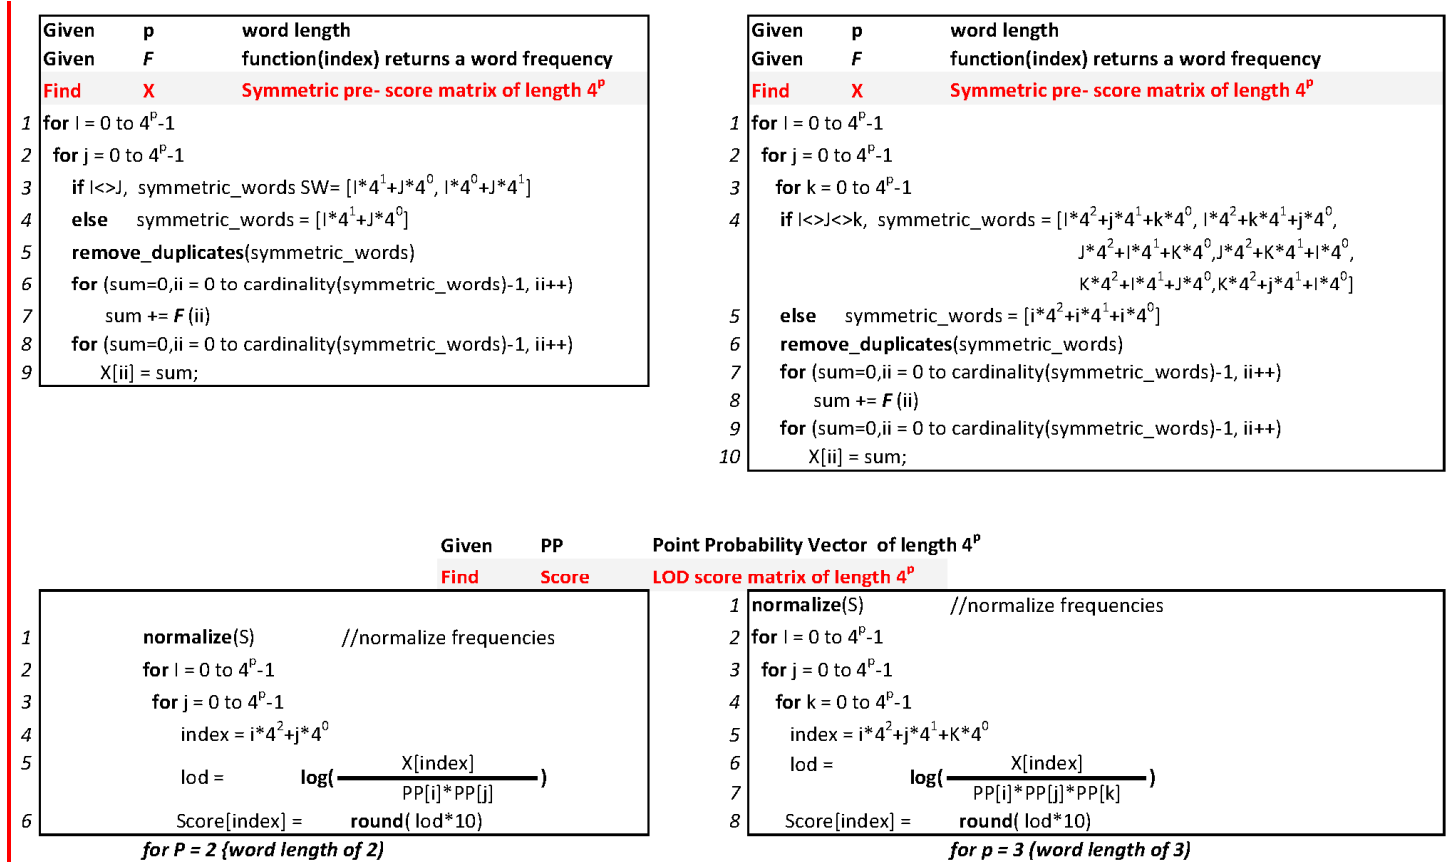 Given p word length
Given F function(index) returns a word frequency
Find X Symmetric pre- score matrix of length 4^p
1 for I = 0 to 4^p-1
2 for j = 0 to 4^p-1
3 if I<>J, symmetric_words SW= [I*4^1+J*4^0, I*4^0+J*4^1]
4 else symmetric_words = [I*4^1+J*4^0]
5 remove_duplicates(symmetric_words)
6 for (sum=0,ii = 0 to cardinality(symmetric_words)-1, ii++)
7 sum += F (ii)
8 for (sum=0,ii = 0 to cardinality(symmetric_words)-1, ii++)
9 X[ii] = sum;
Given p word length
Given F function(index) returns a word frequency
Find X Symmetric pre- score matrix of length 4^p
1 for I = 0 to 4^p-1
2 for j = 0 to 4^p-1
3 for k = 0 to 4^p-1
4 if I<>J<>k, symmetric_words = [I*4^2+j*4^1+k*4^0, I*4^2+k*4^1+j*4^0,
J*4^2+I*4^1+K*4^0,J*4^2+K*4^1+I*4^0,
K*4^2+I*4^1+J*4^0,K*4^2+j*4^1+I*4^0]
5 else symmetric_words = [i*4^2+i*4^1+i*4^0]
6 remove_duplicates(symmetric_words)
7 for (sum=0,ii = 0 to cardinality(symmetric_words)-1, ii++)
8 sum += F (ii)
9 for (sum=0,ii = 0 to cardinality(symmetric_words)-1, ii++)
10 X[ii] = sum;
Given PP Point Probability Vector of length 4^p
Find Score LOD score matrix of length 4^p
1 normalize(S) //normalize frequencies
2 for I = 0 to 4^p-1
3 for j = 0 to 4^p-1
4 index = i*4^2+j*4^0
5 X[index]
lod = log( )
PP[i]*PP[j]
6 Score[index] = round( lod*10)
for P = 2 {word length of 2)
1 normalize(S) //normalize frequencies
2 for I = 0 to 4^p-1
3 for j = 0 to 4^p-1
4 for k = 0 to 4^p-1
5 index = i*4^2+j*4^1+K*4^0
6 lod = X[index]
log( )
7 PP[i]*PP[j]*PP[k]
8 Score[index] = round( lod*10)
for p = 3 (word length of 3)